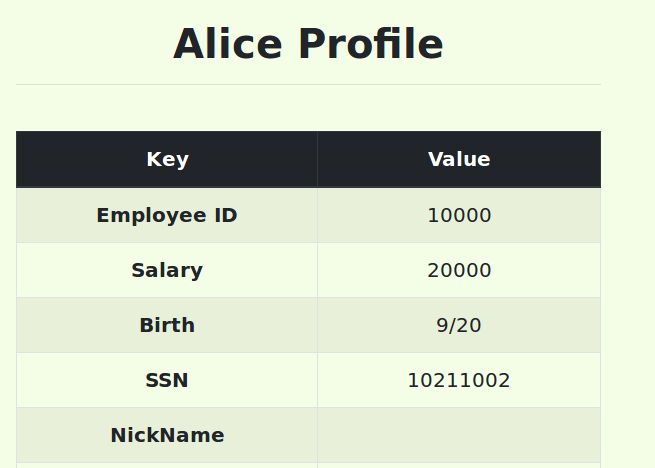 Alice Profile
Key Value
Employee ID 10000
Salary 20000
Birth 9/20
SSN 10211002
NickName